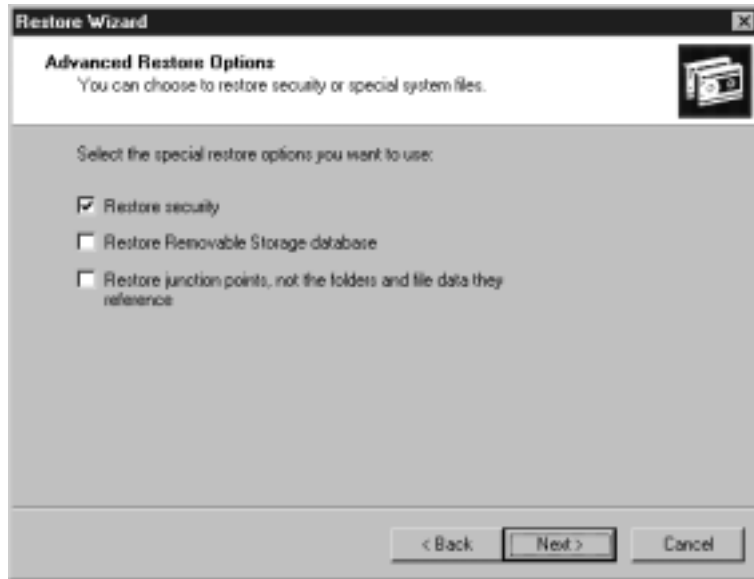 Restore Wizard
Advanced Restore Options
You can choose to restore security or special system files.
Select the special restore options you want to use:
Restore security
Restore Removable Storage database
Restore junction points, not the folders and file data they
reference
< Back
Next >
Cancel